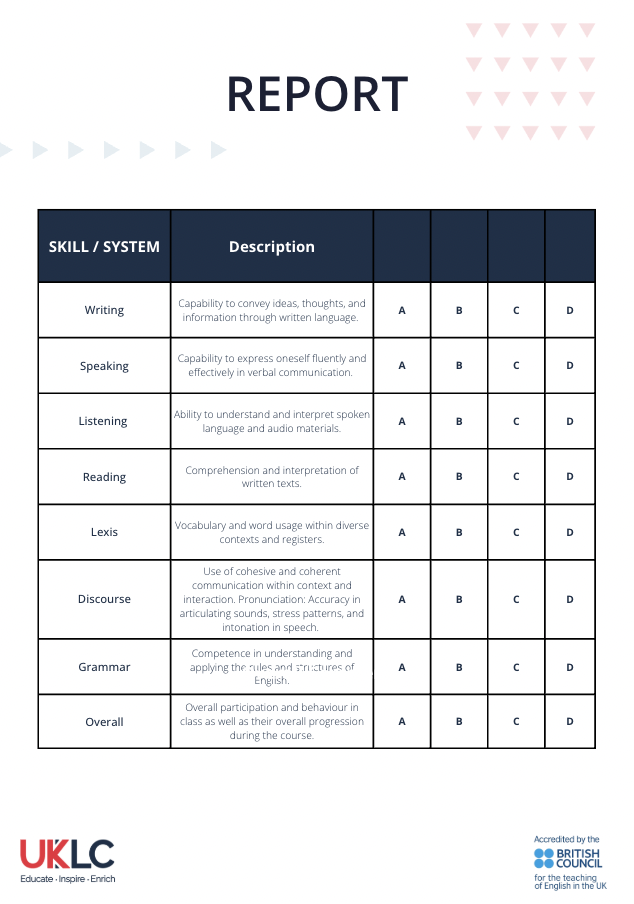 REPORT
SKILL / SYSTEM Description
Writing
Capability to convey ideas, thoughts, and
information through written language.
A B C D
Speaking
Capability to express oneself fluently and
effectively in verbal communication.
A B C D
Listening
Ability to understand and interpret spoken
language and audio materials.
A B C D
Reading
Comprehension and interpretation of
written texts.
A B C D
Lexis
Vocabulary and word usage within diverse
contexts and registers.
A B C D
Discourse
Use of cohesive and coherent
communication within context and
interaction. Pronunciation: Accuracy in
articulating sounds, stress patterns, and
intonation in speech.
A B C D
Grammar
Competence in understanding and
applying the rules and structures of
English.
A B C D
Overall
Overall participation and behaviour in
class as well as their overall progression
during the course.
A B C D
UKLC
Educate · Inspire · Enrich
Accredited by the
BRITISH
COUNCIL
for the teaching
of English in the UK